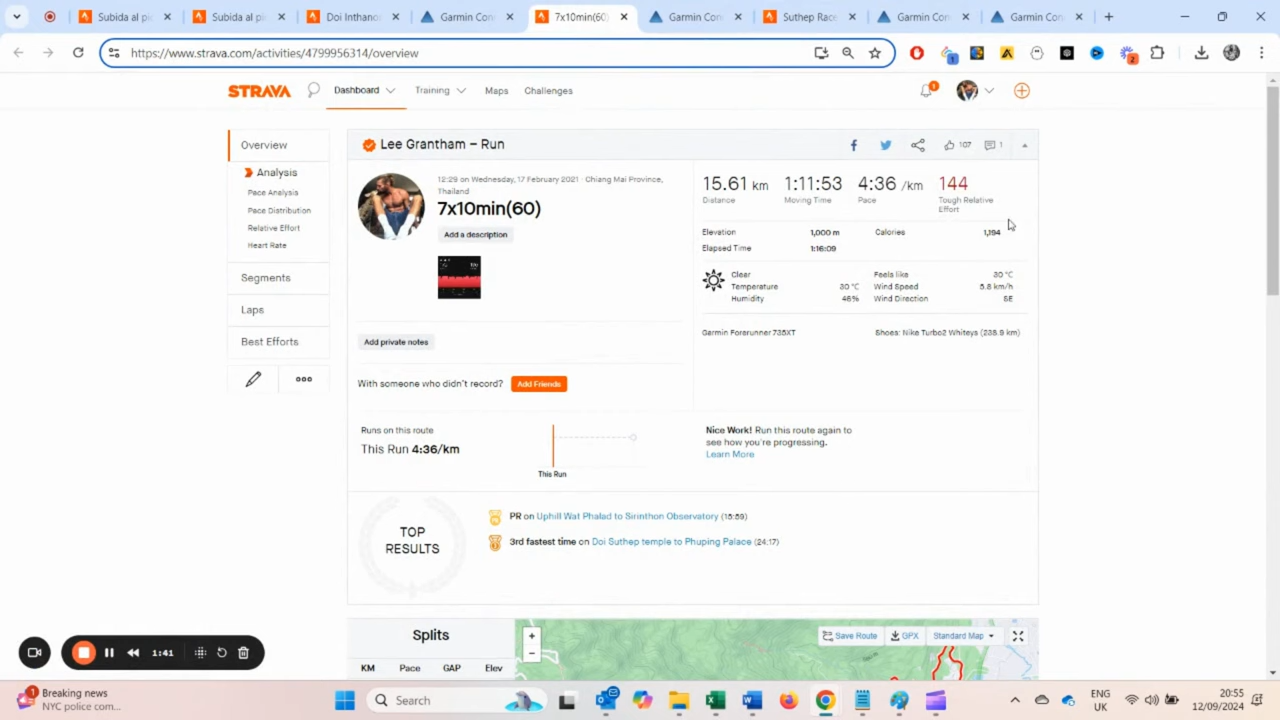 Subida al pi
Subida al pi
Doi Inthanon
Garmin Con
7x10min(60)
Garmin Con
Suthep Race
Garmin Con
Garmin Con
https://www.strava.com/activities/4799956314/overview
STRAVA
Dashboard
Training
Maps
Challenges
Overview
Analysis
Pace Analysis
Pace Distribution
Relative Effort
Heart Rate
Segments
Laps
Best Efforts
Lee Grantham – Run
107
1
12:29 on Wednesday, 17 February 2021 · Chiang Mai Province,
Thailand
7x10min(60)
Add a description
Add private notes
With someone who didn't record?
Add Friends
15.61 km
1:11:53
4:36 /km
144
Distance
Moving Time
Pace
Tough Relative
Effort
Elevation
1,000 m
Calories
1,194
Elapsed Time
1:16:09
Clear
Feels like
30 °C
Temperature
30 °C
Wind Speed
5.8 km/h
Humidity
46%
Wind Direction
SE
Garmin Forerunner 735XT
Shoes: Nike Turbo2 Whiteys (238.9 km)
Runs on this route
This Run 4:36/km
This Run
Nice Work! Run this route again to
see how you're progressing.
Learn More
TOP
RESULTS
PR on Uphill Wat Phalad to Sirinthon Observatory (15:59)
3rd fastest time on Doi Suthep temple to Phuping Palace (24:17)
Splits
KM
Pace
GAP
Elev
+
−
Save Route
GPX
Standard Map
1:41
1
Breaking news
NYC police com...
Search
ENG
UK
20:55
12/09/2024